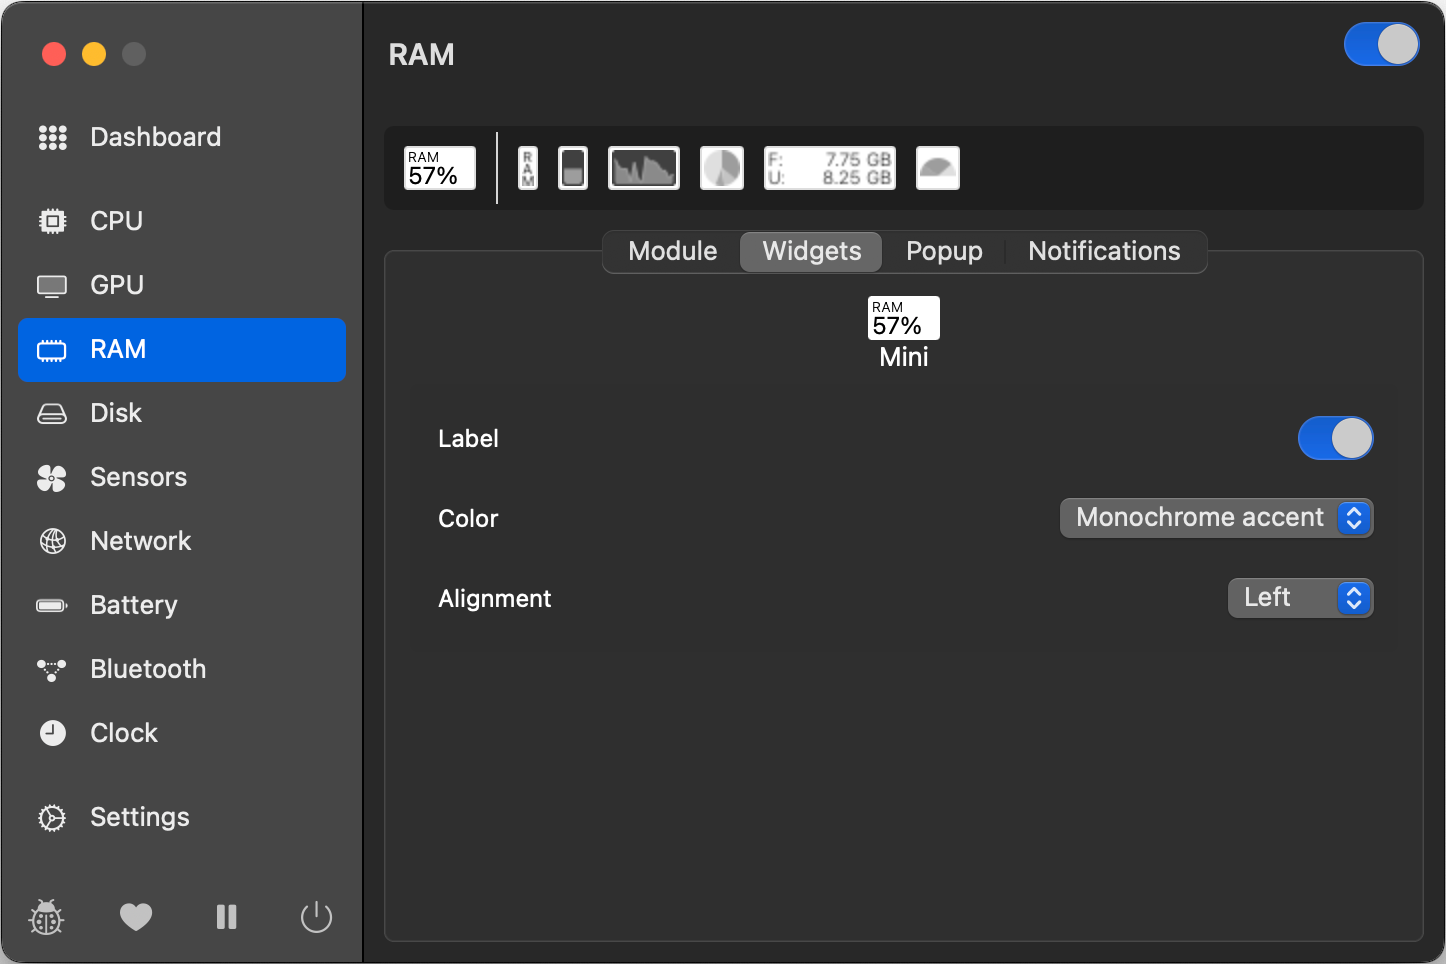 RAM
Dashboard
CPU
GPU
RAM
Disk
Sensors
Network
Battery
Bluetooth
Clock
Settings
RAM
57%
RAM
F: 7.75 GB
U: 8.25 GB
Module
Widgets
Popup
Notifications
RAM
57%
Mini
Label
Color
Monochrome accent
Alignment
Left